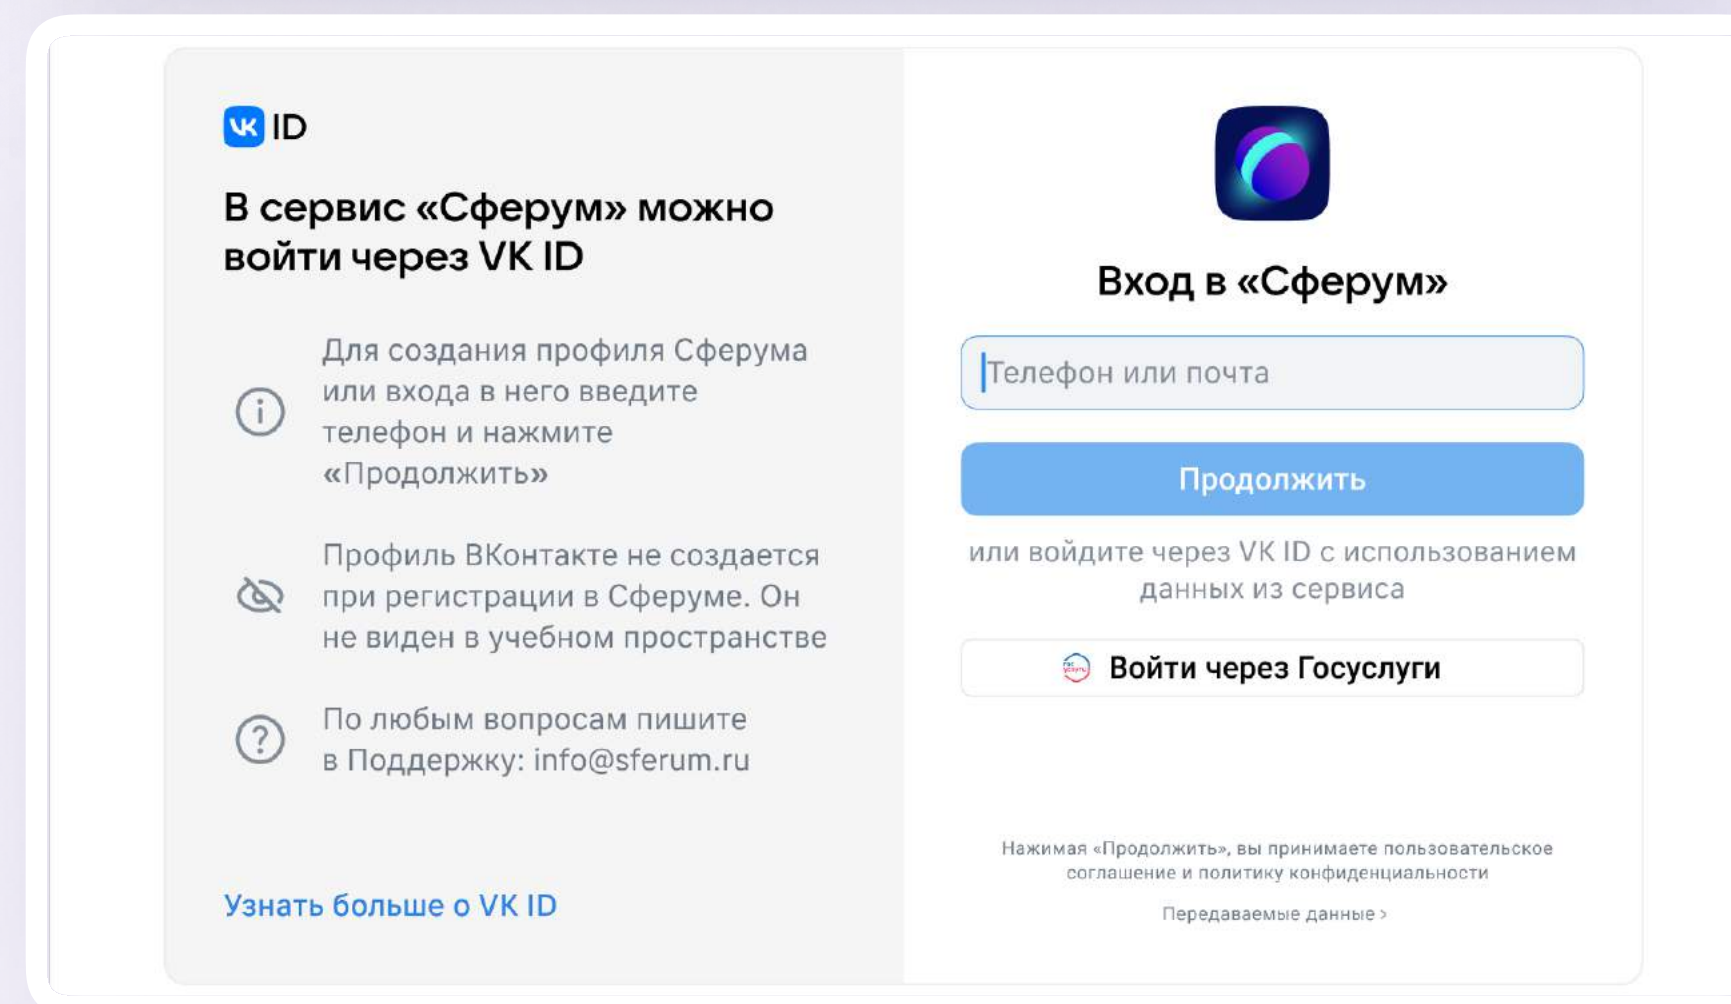 VK ID
В сервис «Сферум» можно
войти через VK ID
Для создания профиля Сферума
или входа в него введите
телефон и нажмите
«Продолжить»
Профиль ВКонтакте не создается
при регистрации в Сферуме. Он
не виден в учебном пространстве
По любым вопросам пишите
в Поддержку: info@sferum.ru
Узнать больше о VK ID
Вход в «Сферум»
Телефон или почта
Продолжить
или войдите через VK ID с использованием
данных из сервиса
гос
услуги
Войти через Госуслуги
Нажимая «Продолжить», вы принимаете пользовательское
соглашение и политику конфиденциальности
Передаваемые данные >